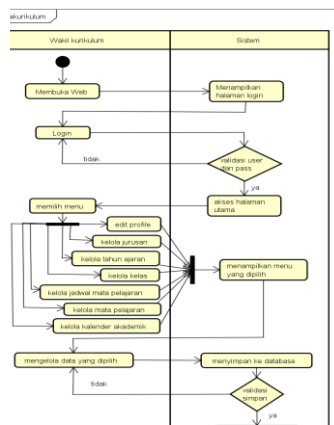 akurikulum
Wakil kurikulum
Sistem
Membuka Web
Menampilkan
halaman login
Login
tidak
validasi user
dan pass
ya
memilih menu
akses halaman
utama
edit profile
kelola jurusan
kelola tahun ajaran
kelola kelas
menampilkan menu
yang dipilih
kelola jadwal mata pelajaran
kelola mata pelajaran
kelola kalender akademik
mengelola data yang dipilih
menyimpan ke database
tidak
validasi
simpan
ya